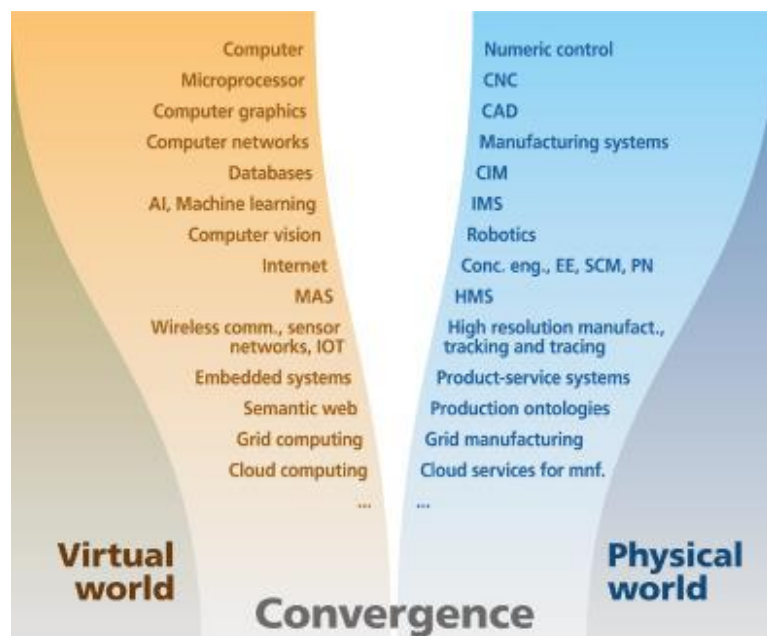 Computer
Microprocessor
Computer graphics
Computer networks
Databases
AI, Machine learning
Computer vision
Internet
MAS
Wireless comm., sensor
networks, IOT
Embedded systems
Semantic web
Grid computing
Cloud computing
...
Virtual
world
Numeric control
CNC
CAD
Manufacturing systems
CIM
IMS
Robotics
Conc. eng., EE, SCM, PN
HMS
High resolution manufact.,
tracking and tracing
Product-service systems
Production ontologies
Grid manufacturing
Cloud services for mnf.
...
Physical
world
Convergence